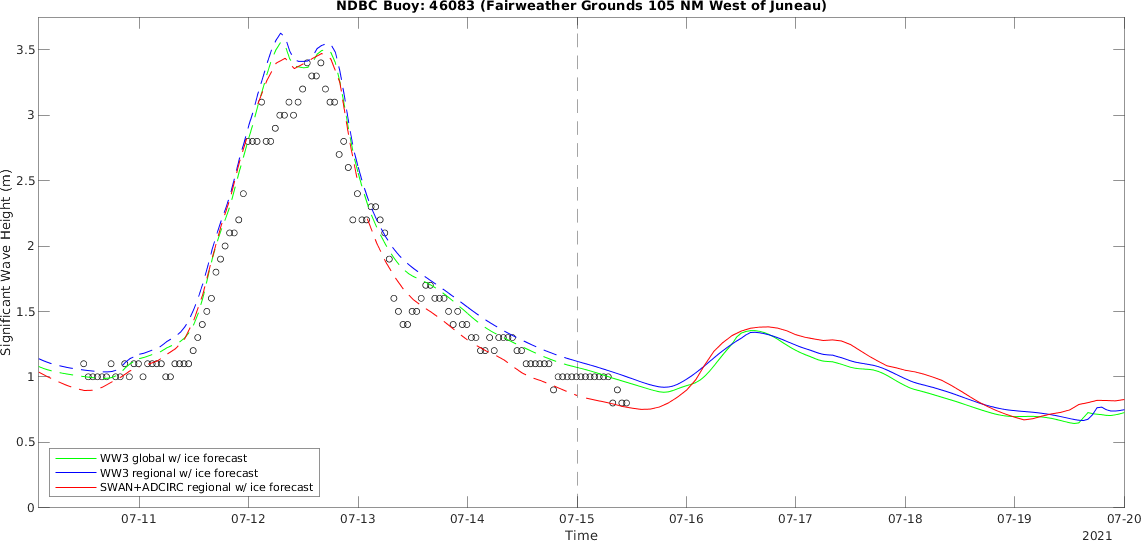 NDBC Buoy: 46083 (Fairweather Grounds 105 NM West of Juneau)
Significant Wave Height (m)
3.5
3
2.5
2
1.5
1
0.5
0
WW3 global w/ ice forecast
WW3 regional w/ ice forecast
SWAN+ADCIRC regional w/ ice forecast
07-11 07-12 07-13 07-14 07-15 07-16 07-17 07-18 07-19 07-20
Time
2021